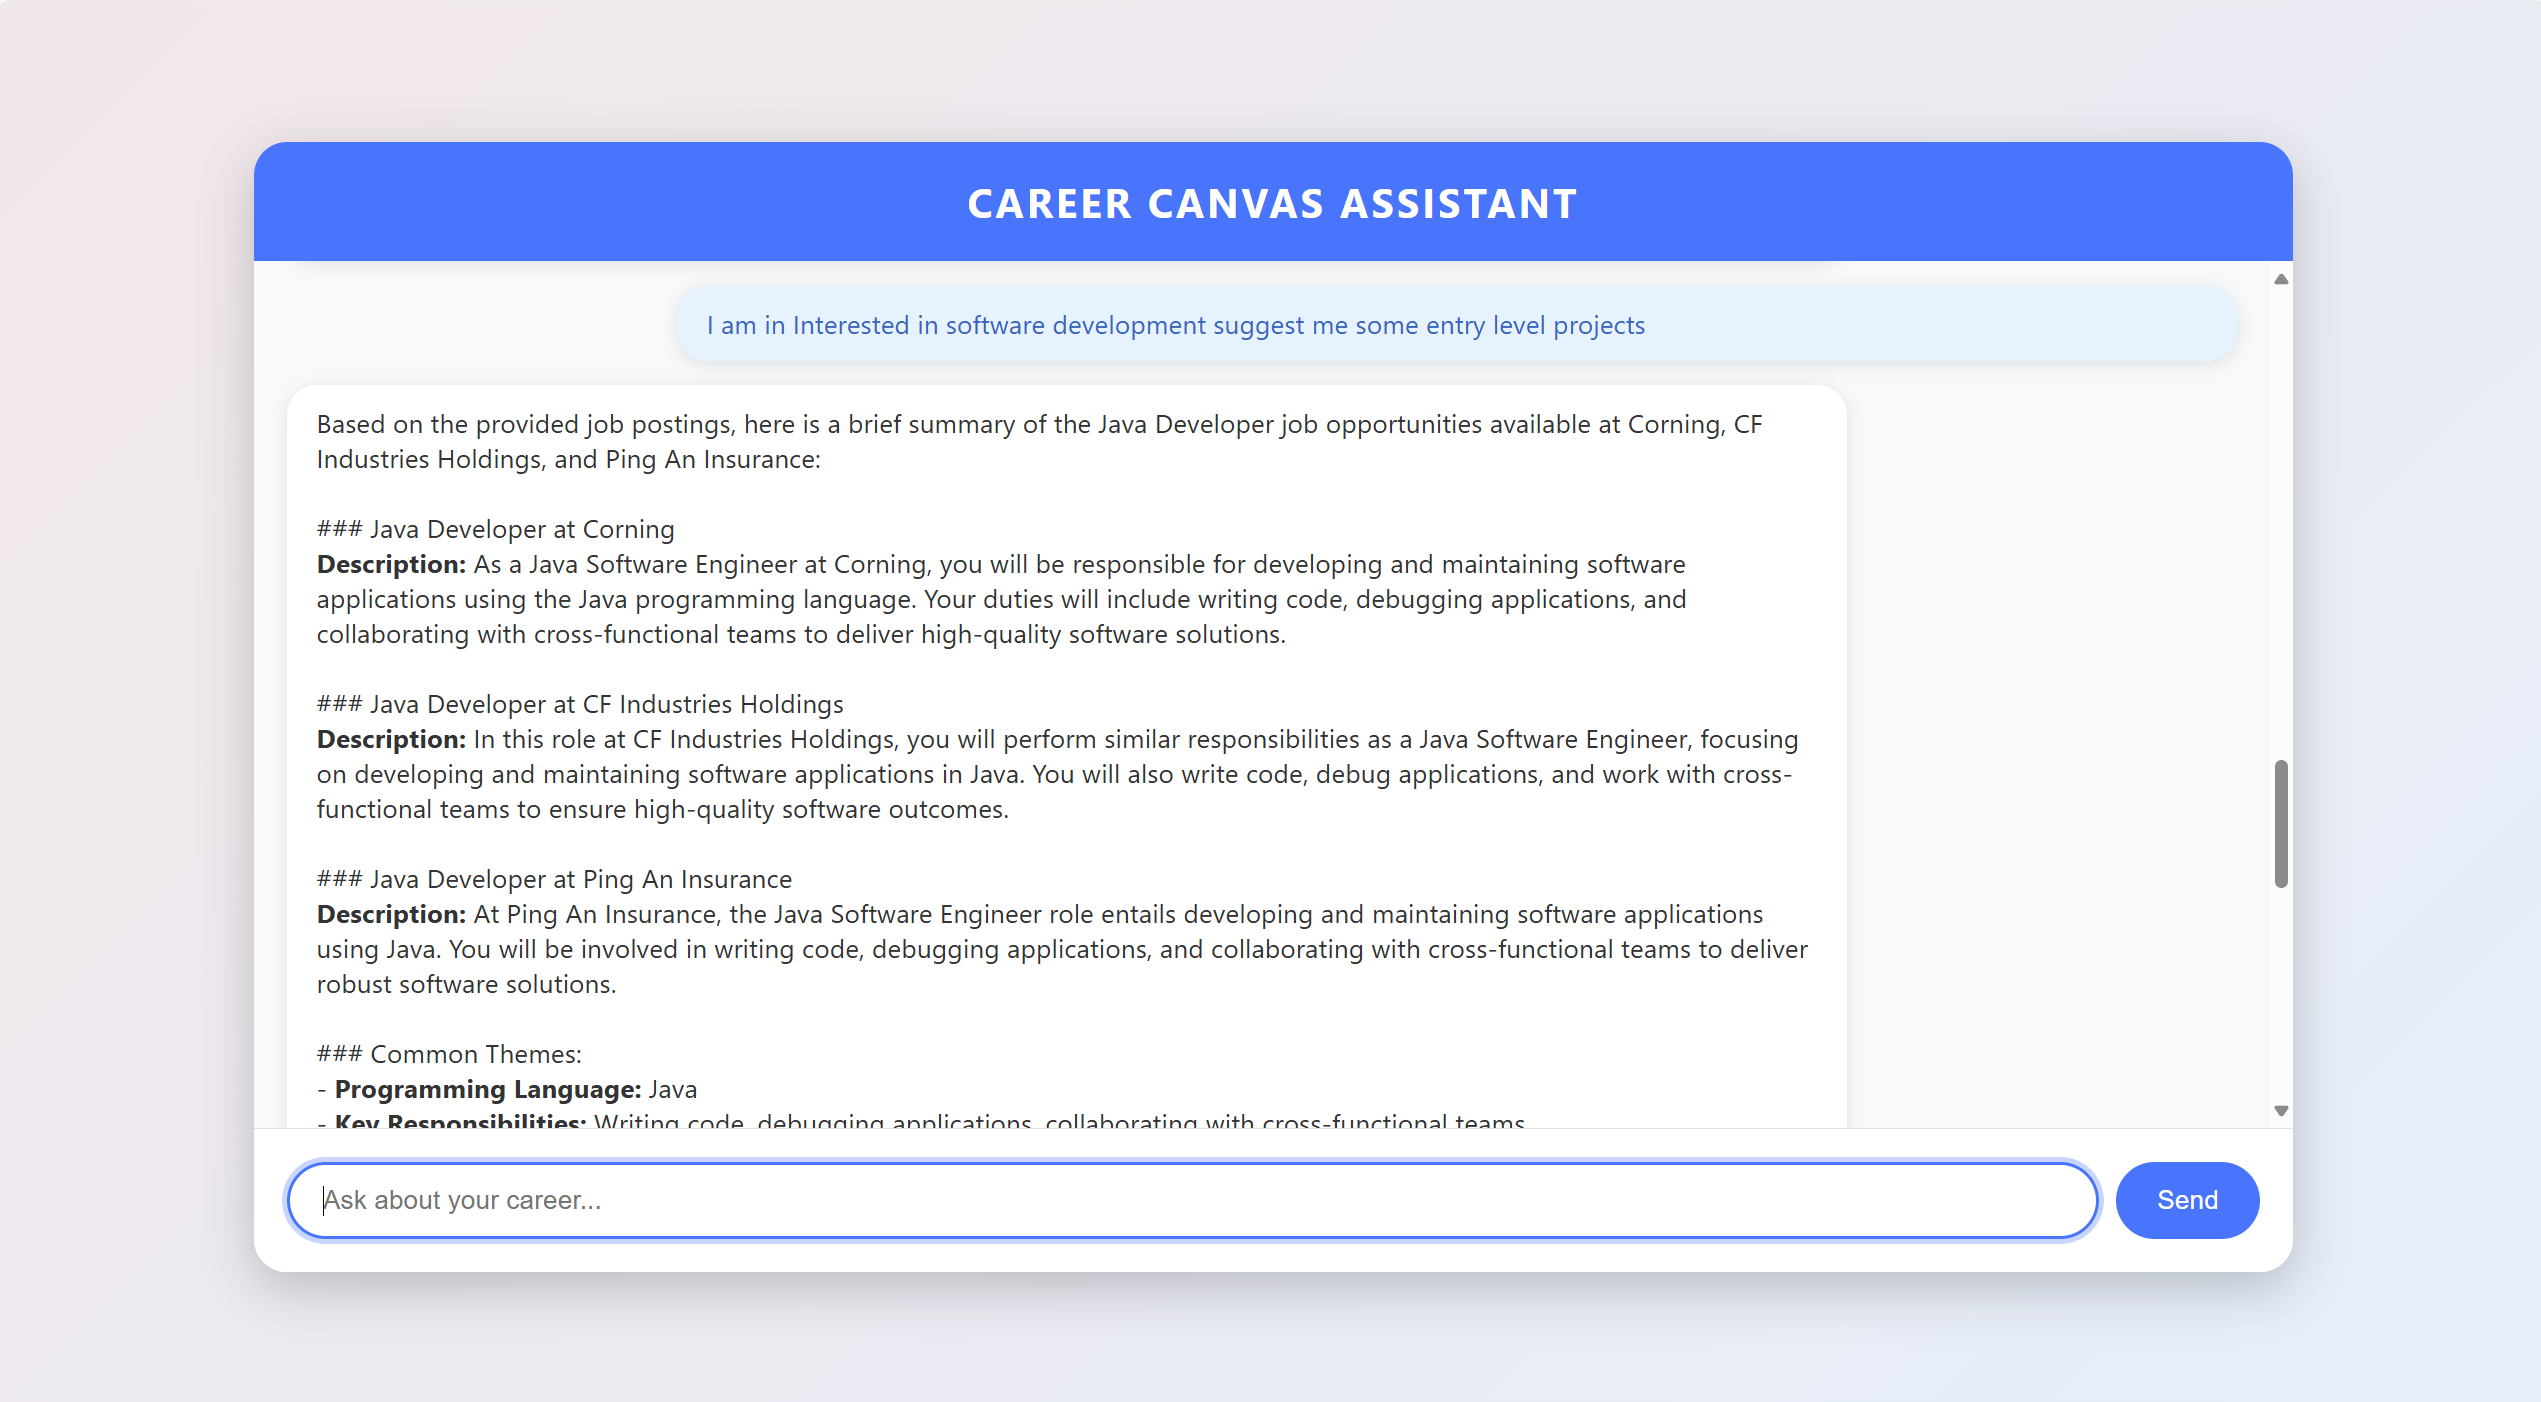 CAREER CANVAS ASSISTANT
I am in Interested in software development suggest me some entry level projects
Based on the provided job postings, here is a brief summary of the Java Developer job opportunities available at Corning, CF
Industries Holdings, and Ping An Insurance:
### Java Developer at Corning
Description: As a Java Software Engineer at Corning, you will be responsible for developing and maintaining software
applications using the Java programming language. Your duties will include writing code, debugging applications, and
collaborating with cross-functional teams to deliver high-quality software solutions.
### Java Developer at CF Industries Holdings
Description: In this role at CF Industries Holdings, you will perform similar responsibilities as a Java Software Engineer, focusing
on developing and maintaining software applications in Java. You will also write code, debug applications, and work with cross-
functional teams to ensure high-quality software outcomes.
### Java Developer at Ping An Insurance
Description: At Ping An Insurance, the Java Software Engineer role entails developing and maintaining software applications
using Java. You will be involved in writing code, debugging applications, and collaborating with cross-functional teams to deliver
robust software solutions.
### Common Themes:
- Programming Language: Java
- Key Responsibilities: Writing code, debugging applications, collaborating with cross-functional teams
Ask about your career...
Send